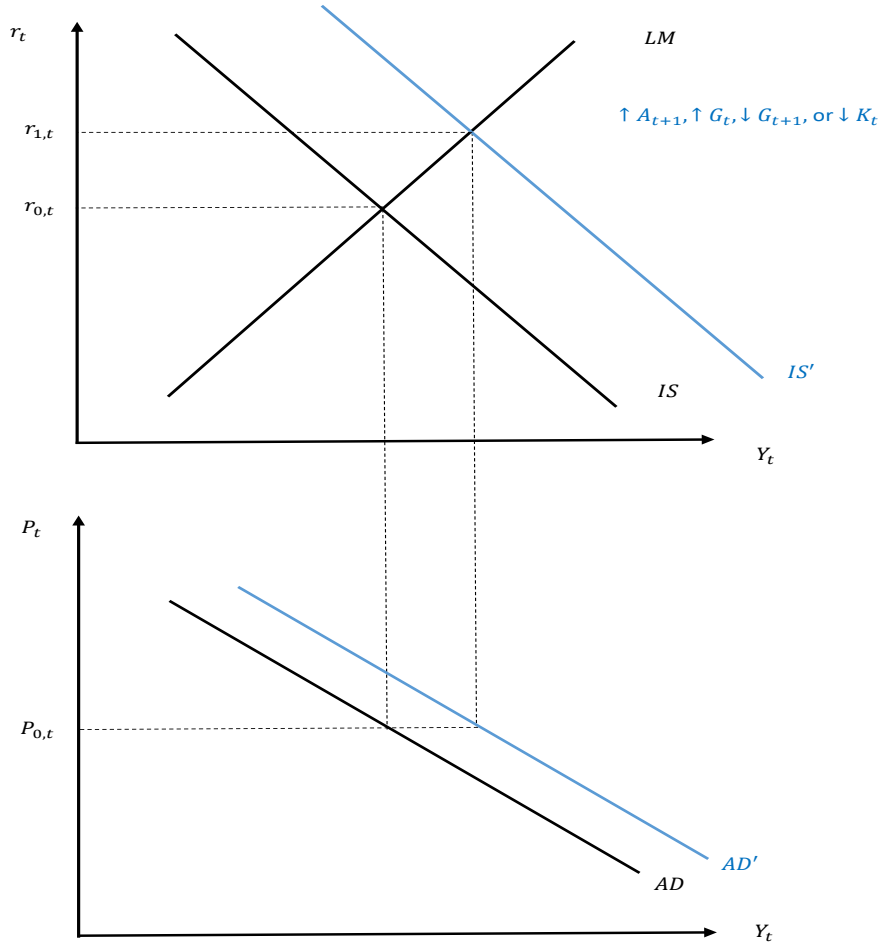 r_t
LM
↑ A_{t+1}, ↑ G_t, ↓ G_{t+1}, or ↓ K_t
r_{1,t}
r_{0,t}
IS′
IS
Y_t
P_t
P_{0,t}
AD′
AD
Y_t